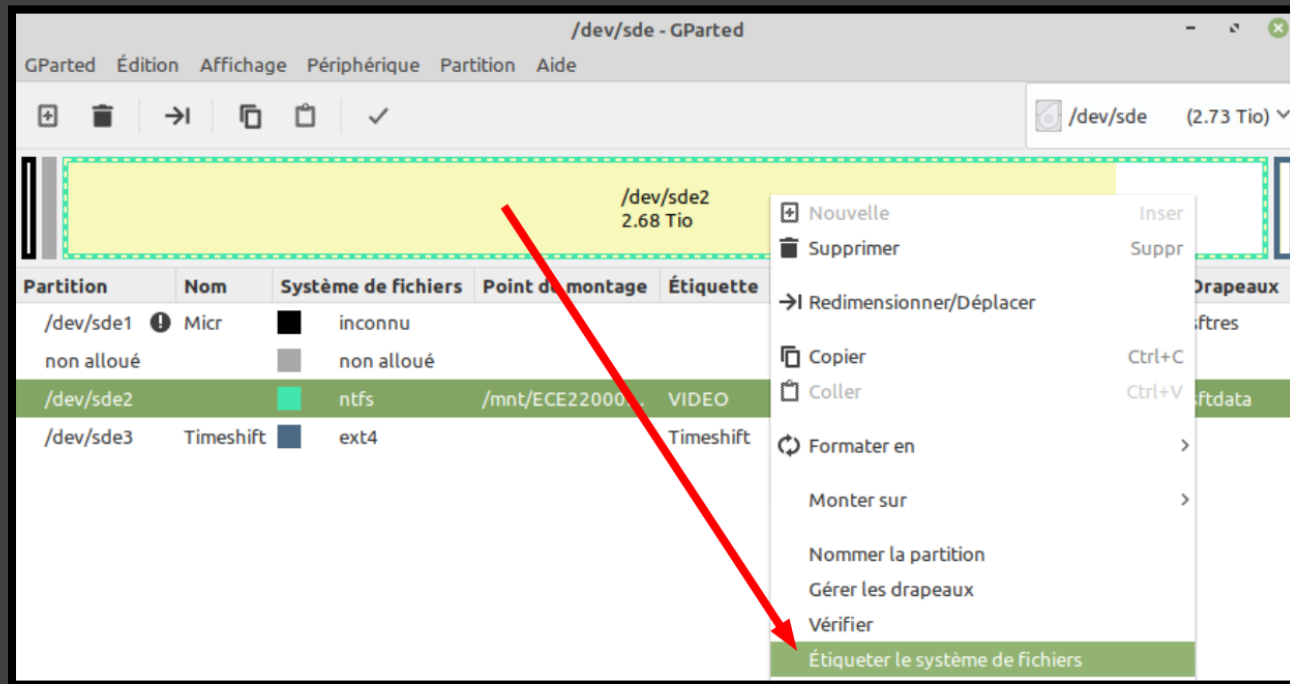 /dev/sde - GParted
GParted Édition Affichage Périphérique Partition Aide
/dev/sde (2.73 Tio)
/dev/sde2
2.68 Tio
Partition Nom Système de fichiers Point de montage Étiquette Drapeaux
/dev/sde1 Micr inconnu sftres
non alloué non alloué
/dev/sde2 ntfs /mnt/ECE22000... VIDEO sftdata
/dev/sde3 Timeshift ext4 Timeshift
Nouvelle Inser
Supprimer Suppr
Redimensionner/Déplacer
Copier Ctrl+C
Coller Ctrl+V
Formater en
Monter sur
Nommer la partition
Gérer les drapeaux
Vérifier
Étiqueter le système de fichiers